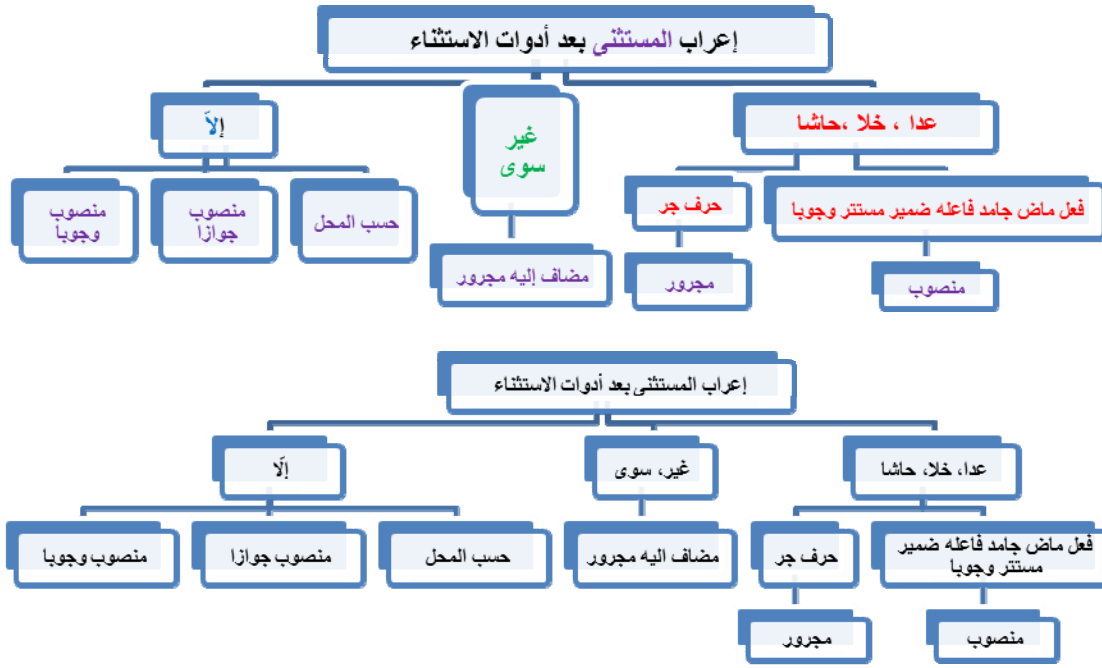 إعراب المستثنى بعد أدوات الاستثناء
عدا ، خلا ،حاشا
غير
سوى
إلاّ
فعل ماض جامد فاعله ضمير مستتر وجوبا
حرف جر
حسب المحل
منصوب
جوازا
منصوب
وجوبا
منصوب
مجرور
مضاف إليه مجرور
إعراب المستثنى بعد أدوات الاستثناء
عدا، خلا، حاشا
غير، سوى
إلّا
فعل ماض جامد فاعله ضمير
مستتر وجوبا
حرف جر
مضاف اليه مجرور
حسب المحل
منصوب جوازا
منصوب وجوبا
منصوب
مجرور